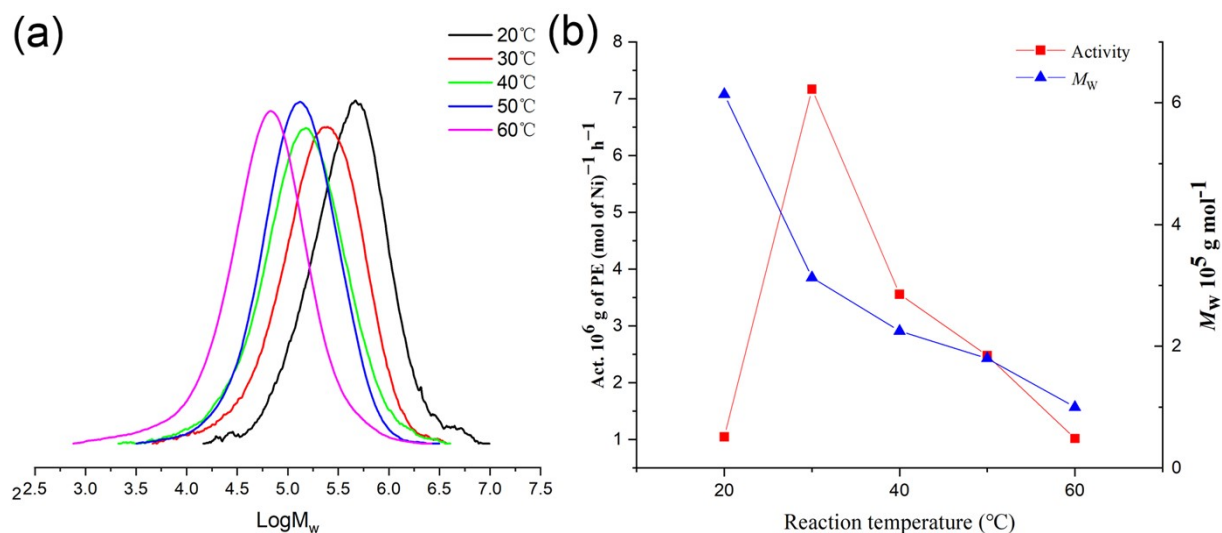 (a)
20℃
30℃
40℃
50℃
60℃
2 2.5 3.0 3.5 4.0 4.5 5.0 5.5 6.0 6.5 7.0 7.5
LogMw
(b)
Act. 10⁶ g of PE (mol of Ni)⁻¹ h⁻¹
8
7
6
5
4
3
2
1
Activity
MW
6
4
2
0
MW 10⁵ g mol⁻¹
20 40 60
Reaction temperature (℃)